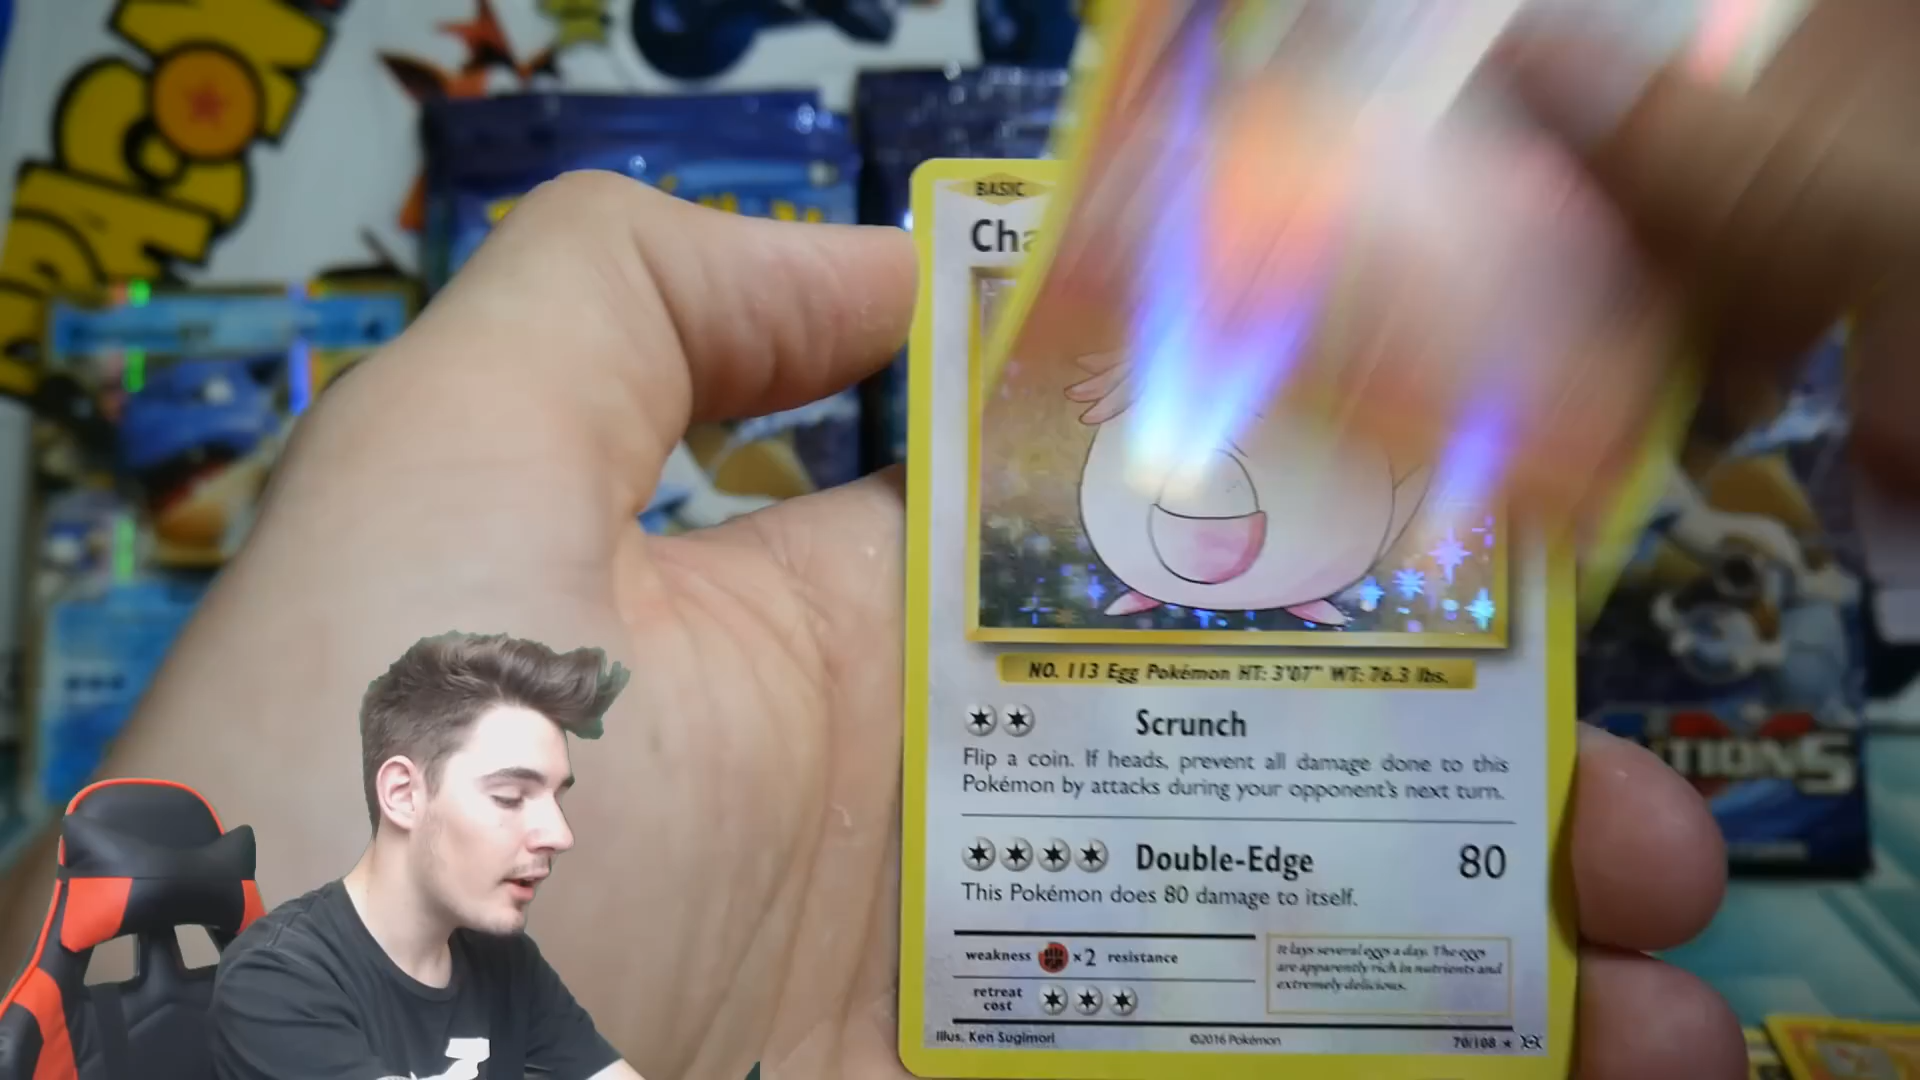 BASIC
Cha
NO. 113 Egg Pokémon HT: 3'07" WT: 76.3 lbs.
Scrunch
Flip a coin. If heads, prevent all damage done to this
Pokémon by attacks during your opponent's next turn.
Double-Edge 80
This Pokémon does 80 damage to itself.
weakness ×2 resistance
retreat
cost
It lays several eggs a day. The eggs
are apparently rich in nutrients and
extremely delicious.
Illus. Ken Sugimori ©2016 Pokémon 70/108